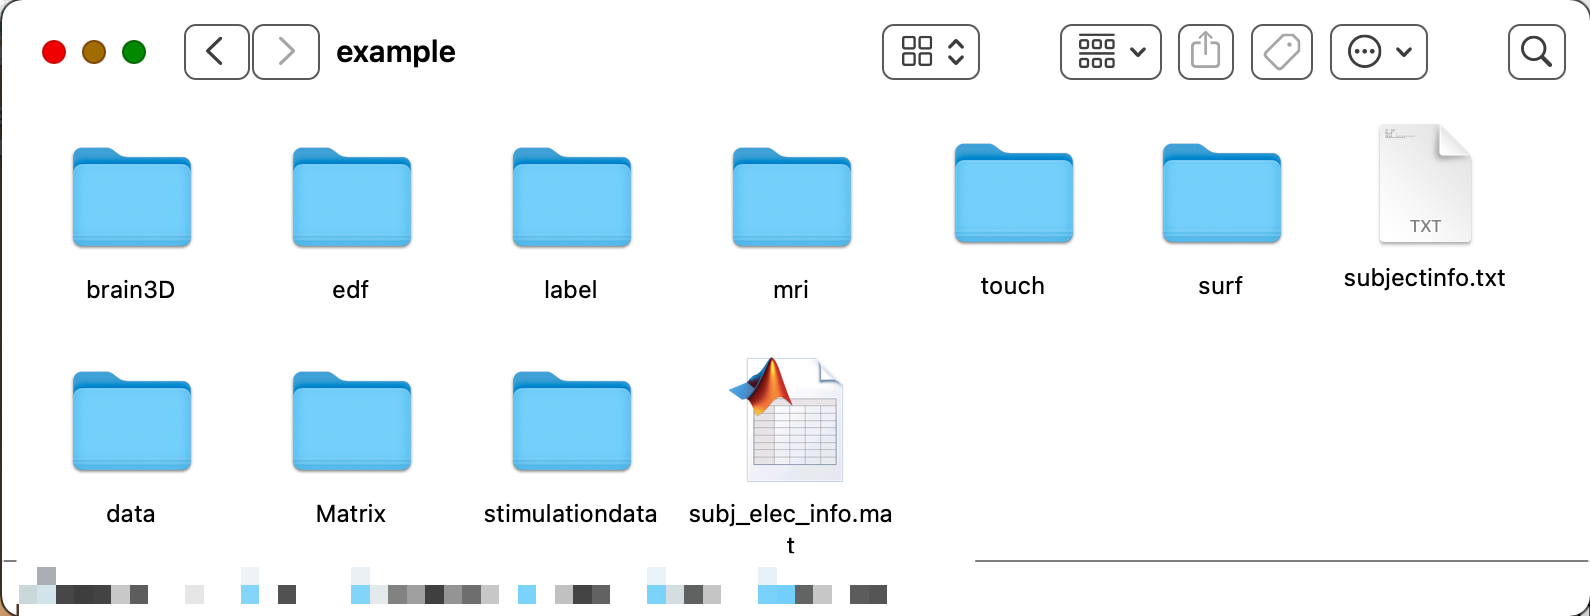 example
brain3D
edf
label
mri
touch
surf
TXT
subjectinfo.txt
data
Matrix
stimulationdata
subj_elec_info.ma
t